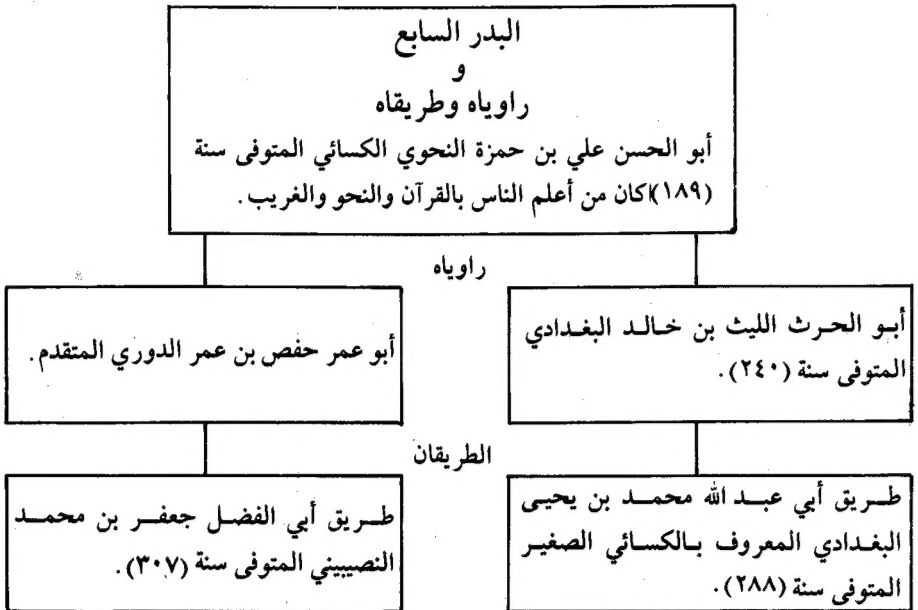 البدر السابع
و
راوياه وطريقاه
أبو الحسن علي بن حمزة النحوي الكسائي المتوفى سنة
(١٨٩)كان من أعلم الناس بالقرآن والنحو والغريب.
راوياه
أبو الحرث الليث بن خالد البغدادي
المتوفى سنة (٢٤٠).
أبو عمر حفص بن عمر الدوري المتقدم.
الطريقان
طريق أبي عبد الله محمد بن يحيى
البغدادي المعروف بالكسائي الصغير
المتوفى سنة (٢٨٨).
طريق أبي الفضل جعفر بن محمد
النصيبيني المتوفى سنة (٣٠٧).